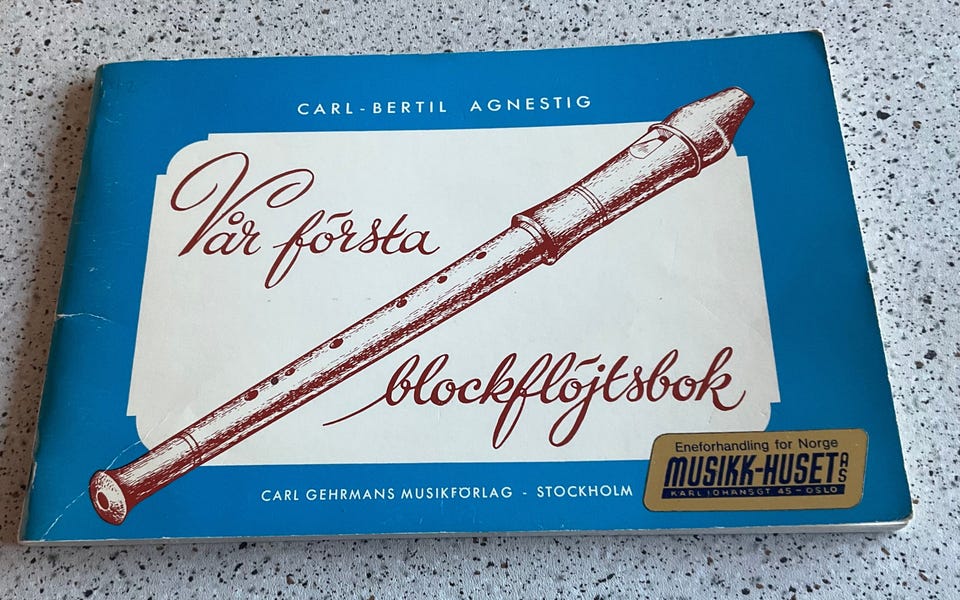 CARL-BERTIL AGNESTIG
Vår första
blockflöjtsbok
CARL GEHRMANS MUSIKFÖRLAG - STOCKHOLM
Eneforhandling for Norge
MUSIKK-HUSET AS
KARL JOHANSGT 45 - OSLO